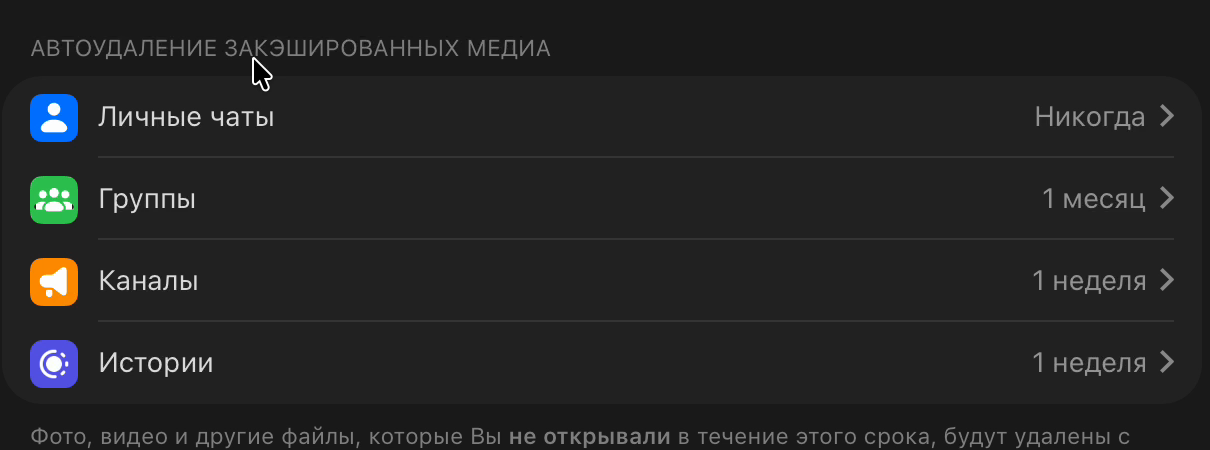 АВТОУДАЛЕНИЕ ЗАКЭШИРОВАННЫХ МЕДИА
Личные чаты Никогда
Группы 1 месяц
Каналы 1 неделя
Истории 1 неделя
Фото, видео и другие файлы, которые Вы не открывали в течение этого срока, будут удалены с